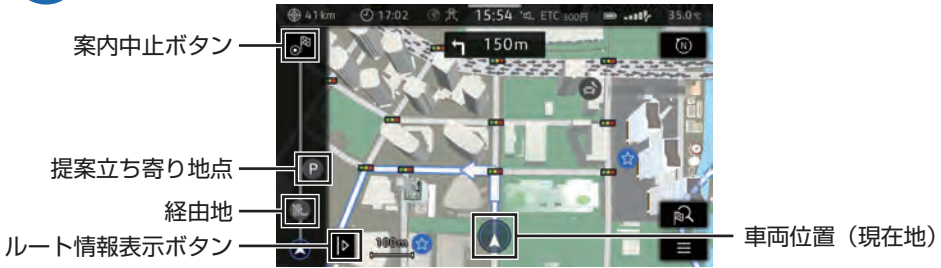 41km 17:02 15:54 ETC 300円 35.0℃
案内中止ボタン
150m
N
提案立ち寄り地点
P
経由地
ルート情報表示ボタン
100m
車両位置（現在地）